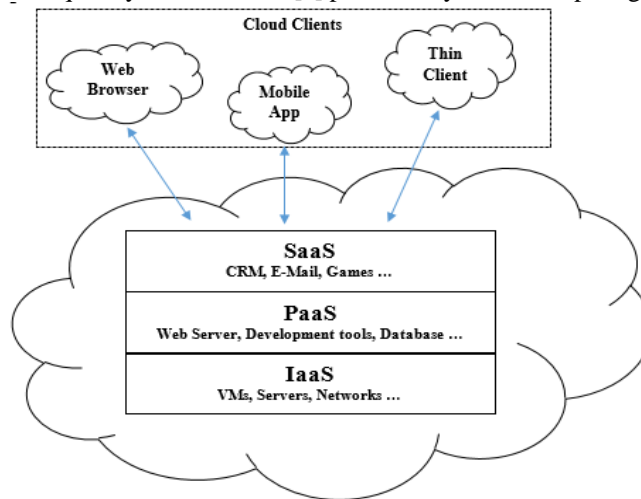 Cloud Clients
Web
Browser
Mobile
App
Thin
Client
SaaS
CRM, E-Mail, Games ...
PaaS
Web Server, Development tools, Database ...
IaaS
VMs, Servers, Networks ...